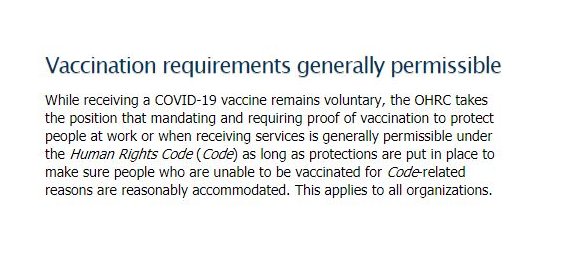 Vaccination requirements generally permissible
While receiving a COVID-19 vaccine remains voluntary, the OHRC takes
the position that mandating and requiring proof of vaccination to protect
people at work or when receiving services is generally permissible under
the Human Rights Code (Code) as long as protections are put in place to
make sure people who are unable to be vaccinated for Code-related
reasons are reasonably accommodated. This applies to all organizations.